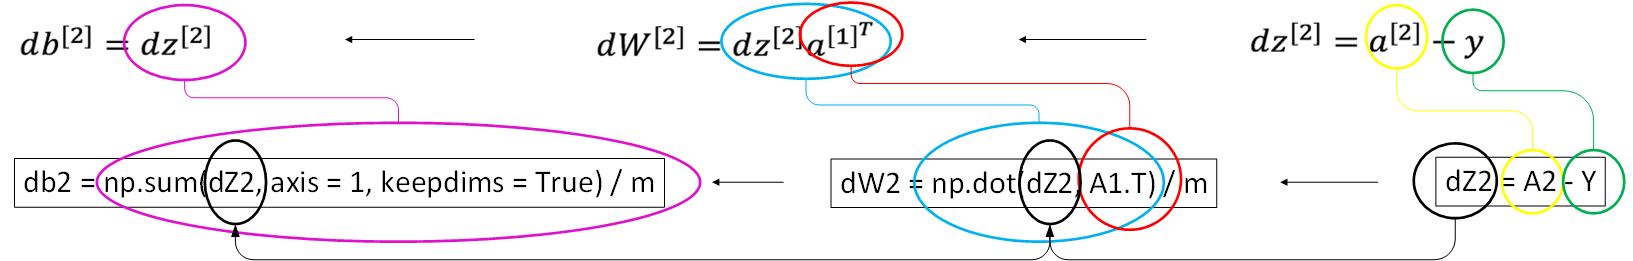 db^[2] = dz^[2]
dW^[2] = dz^[2]a^[1]^T
dz^[2] = a^[2] − y
db2 = np.sum(dZ2, axis = 1, keepdims = True) / m
dW2 = np.dot(dZ2, A1.T) / m
dZ2 = A2 - Y